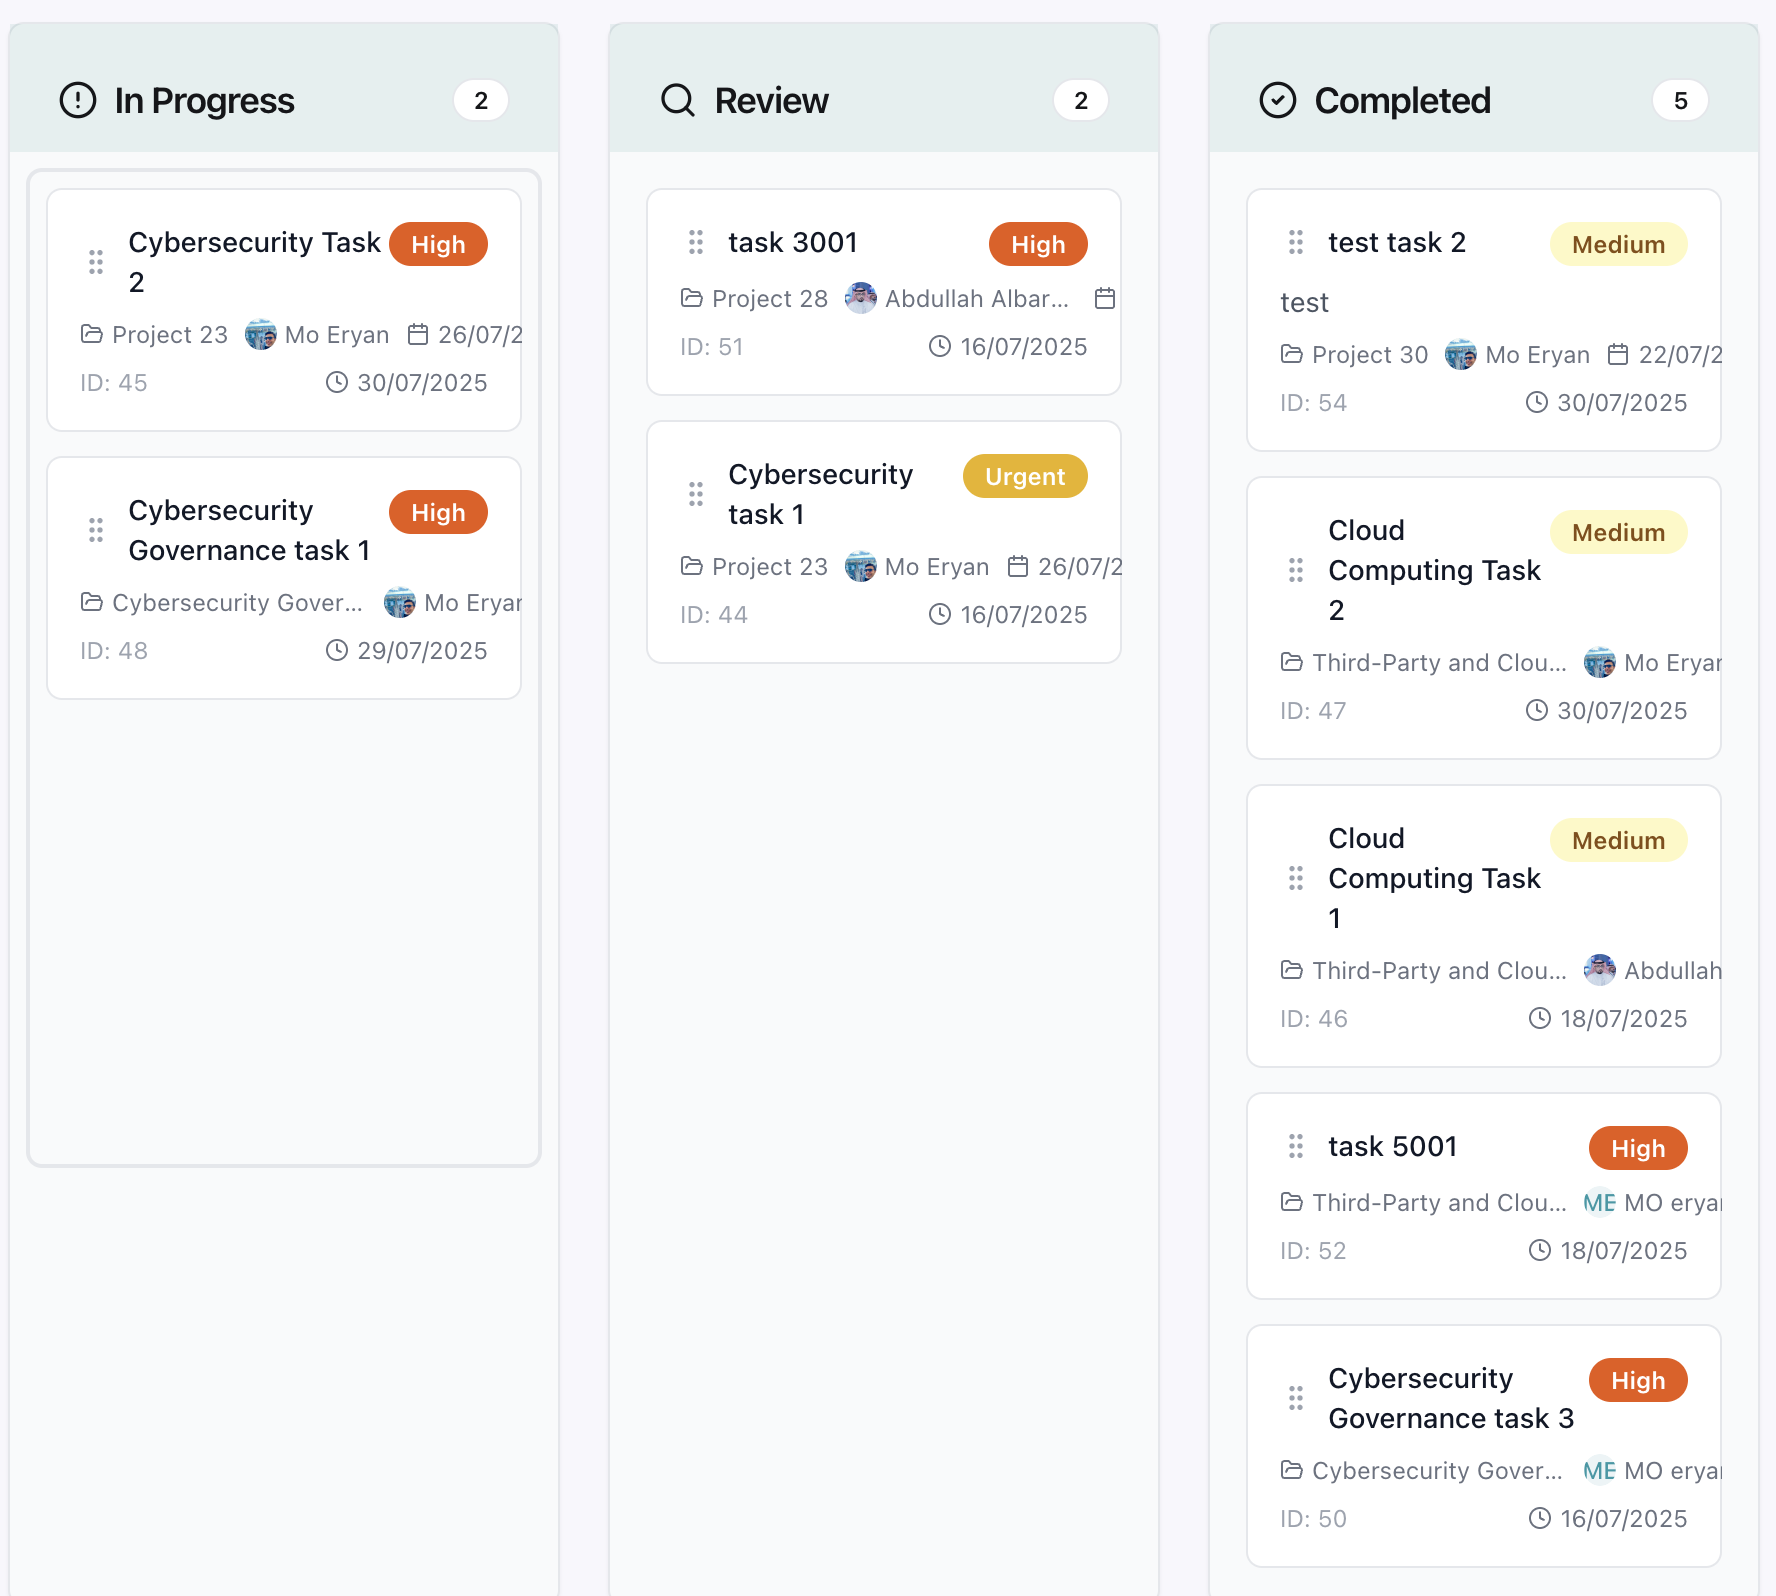 In Progress
2
Cybersecurity Task
2
High
Project 23
Mo Eryan
26/07/2
ID: 45
30/07/2025
Cybersecurity
Governance task 1
High
Cybersecurity Gover...
Mo Eryan
ID: 48
29/07/2025
Review
2
task 3001
High
Project 28
Abdullah Albar...
ID: 51
16/07/2025
Cybersecurity
task 1
Urgent
Project 23
Mo Eryan
26/07/2
ID: 44
16/07/2025
Completed
5
test task 2
Medium
test
Project 30
Mo Eryan
22/07/2
ID: 54
30/07/2025
Cloud
Computing Task
2
Medium
Third-Party and Clou...
Mo Eryan
ID: 47
30/07/2025
Cloud
Computing Task
1
Medium
Third-Party and Clou...
Abdullah
ID: 46
18/07/2025
task 5001
High
Third-Party and Clou...
ME
MO eryan
ID: 52
18/07/2025
Cybersecurity
Governance task 3
High
Cybersecurity Gover...
ME
MO eryan
ID: 50
16/07/2025